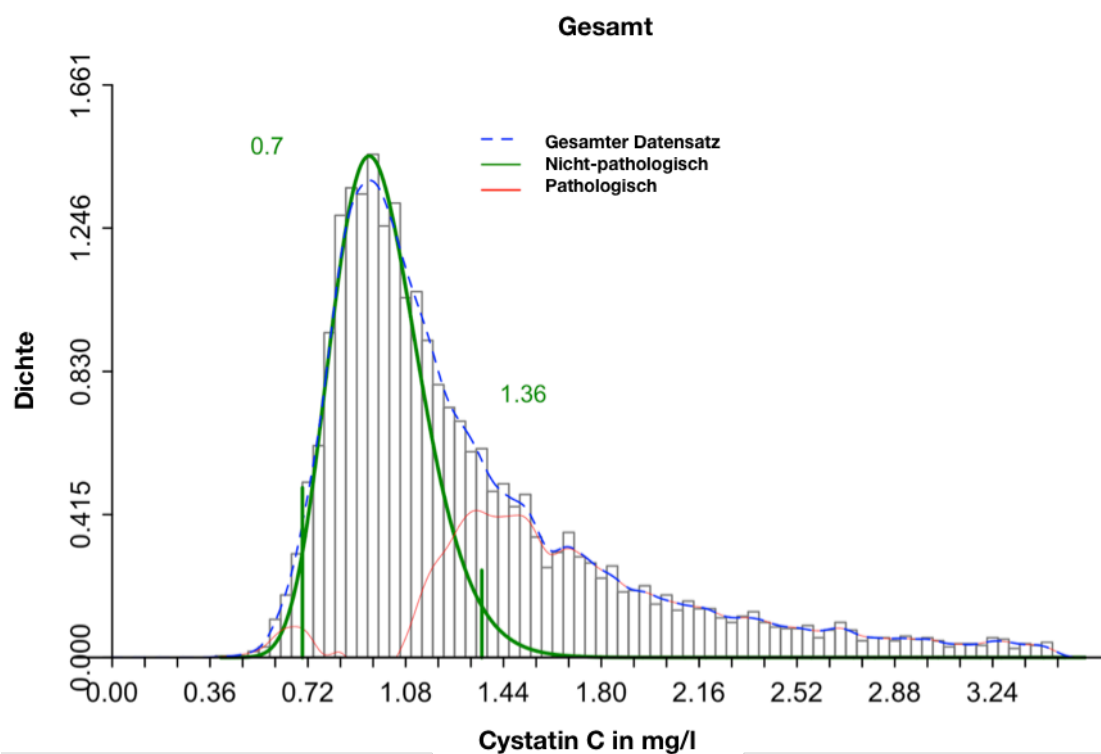 Gesamt
1.661
1.246
0.830
0.415
0.000
Dichte
0.7
1.36
Gesamter Datensatz
Nicht-pathologisch
Pathologisch
0.00 0.36 0.72 1.08 1.44 1.80 2.16 2.52 2.88 3.24
Cystatin C in mg/l